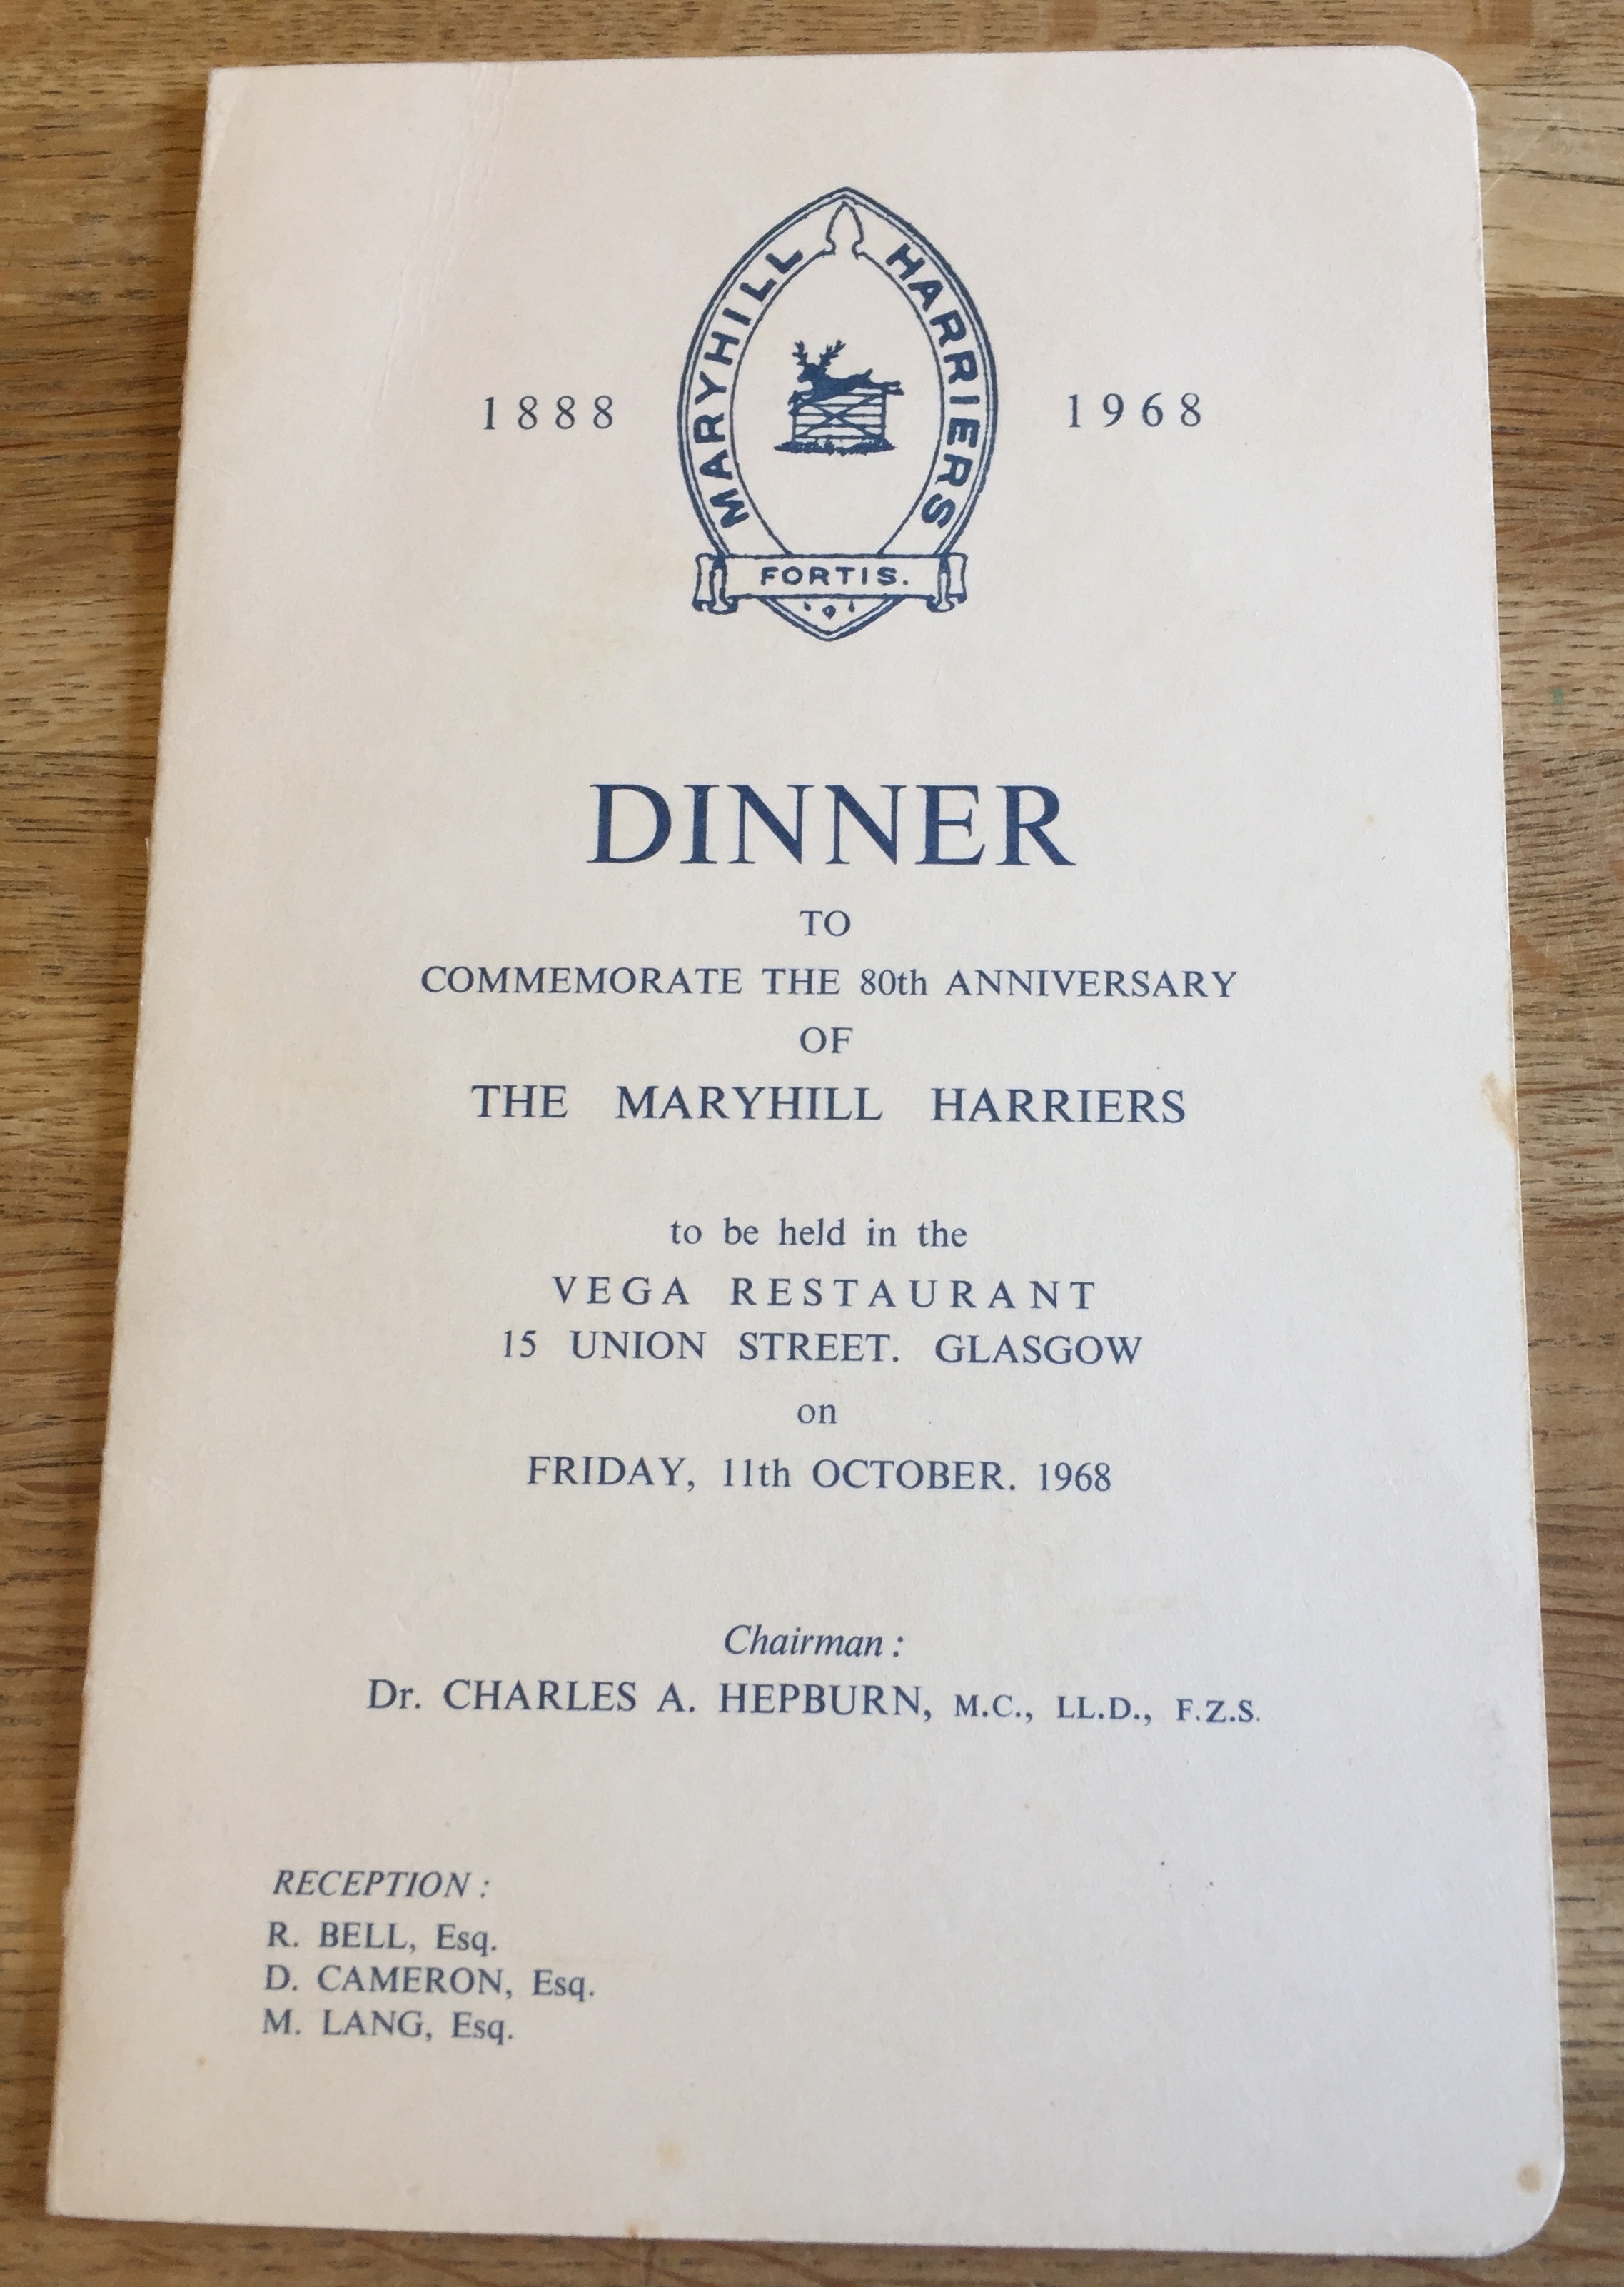 MARYHILL HARRIERS
1888 1968
FORTIS.
DINNER
TO
COMMEMORATE THE 80th ANNIVERSARY
OF
THE MARYHILL HARRIERS
to be held in the
VEGA RESTAURANT
15 UNION STREET. GLASGOW
on
FRIDAY, 11th OCTOBER. 1968
Chairman :
Dr. CHARLES A. HEPBURN, M.C., LL.D., F.Z.S.
RECEPTION :
R. BELL, Esq.
D. CAMERON, Esq.
M. LANG, Esq.